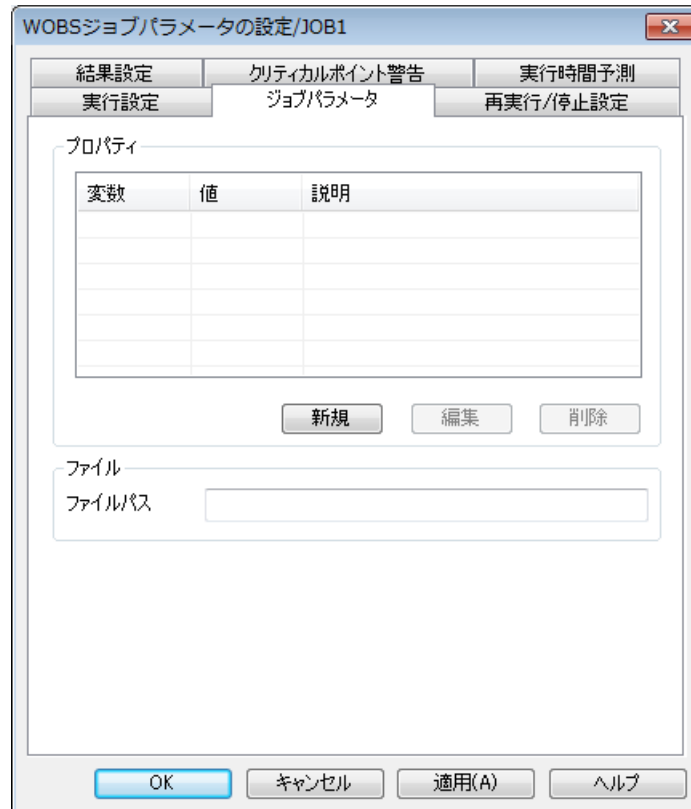 WOBSジョブパラメータの設定/JOB1
結果設定 クリティカルポイント警告 実行時間予測
実行設定 ジョブパラメータ 再実行/停止設定
プロパティ
変数 値 説明
新規 編集 削除
ファイル
ファイルパス
OK キャンセル 適用(A) ヘルプ